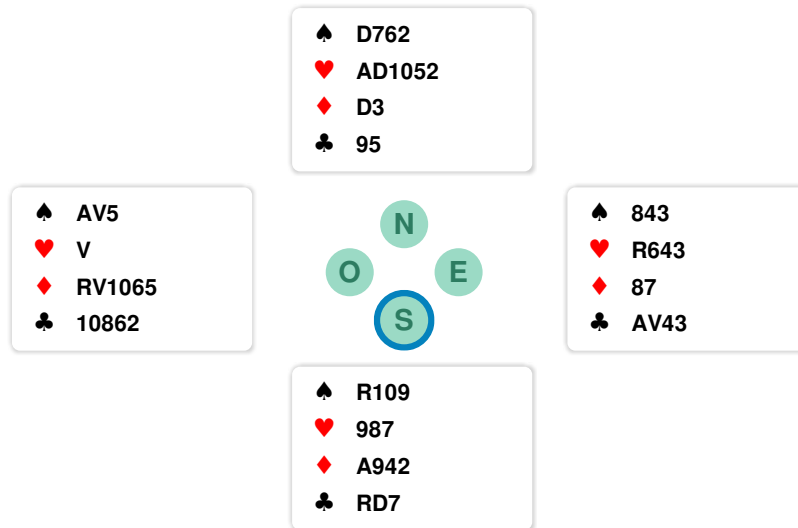 ♠ D762
♥ AD1052
♦ D3
♣ 95
♠ AV5
♥ V
♦ RV1065
♣ 10862
N
O E
S
♠ 843
♥ R643
♦ 87
♣ AV43
♠ R109
♥ 987
♦ A942
♣ RD7